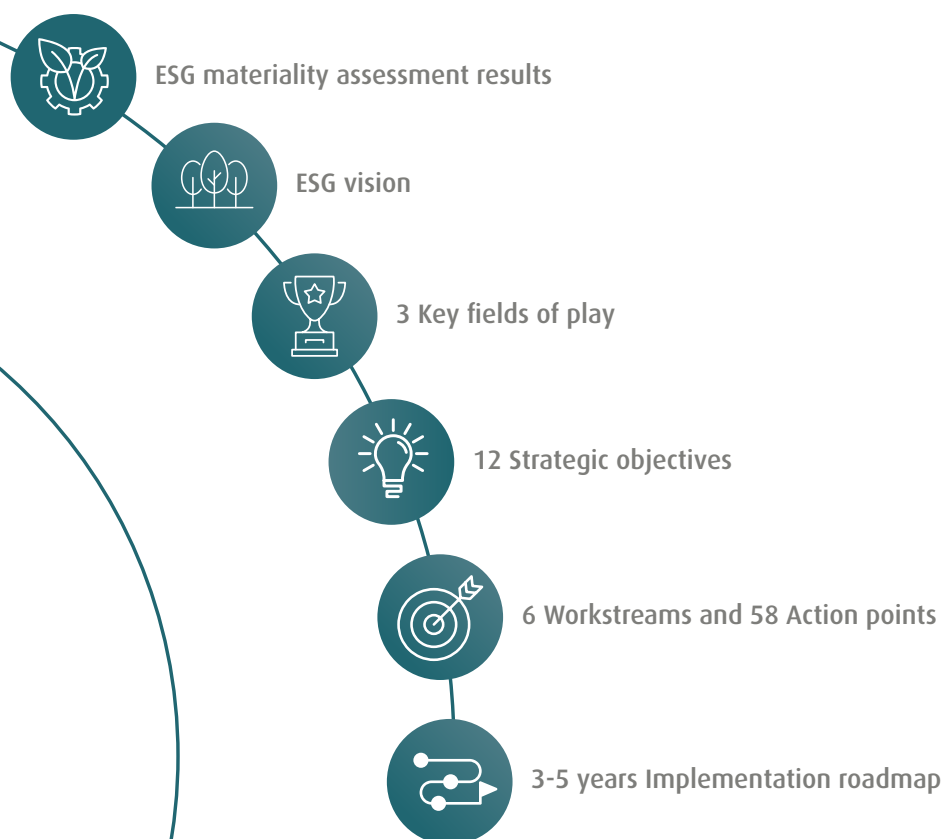 ESG materiality assessment results
ESG vision
3 Key fields of play
12 Strategic objectives
6 Workstreams and 58 Action points
3-5 years Implementation roadmap